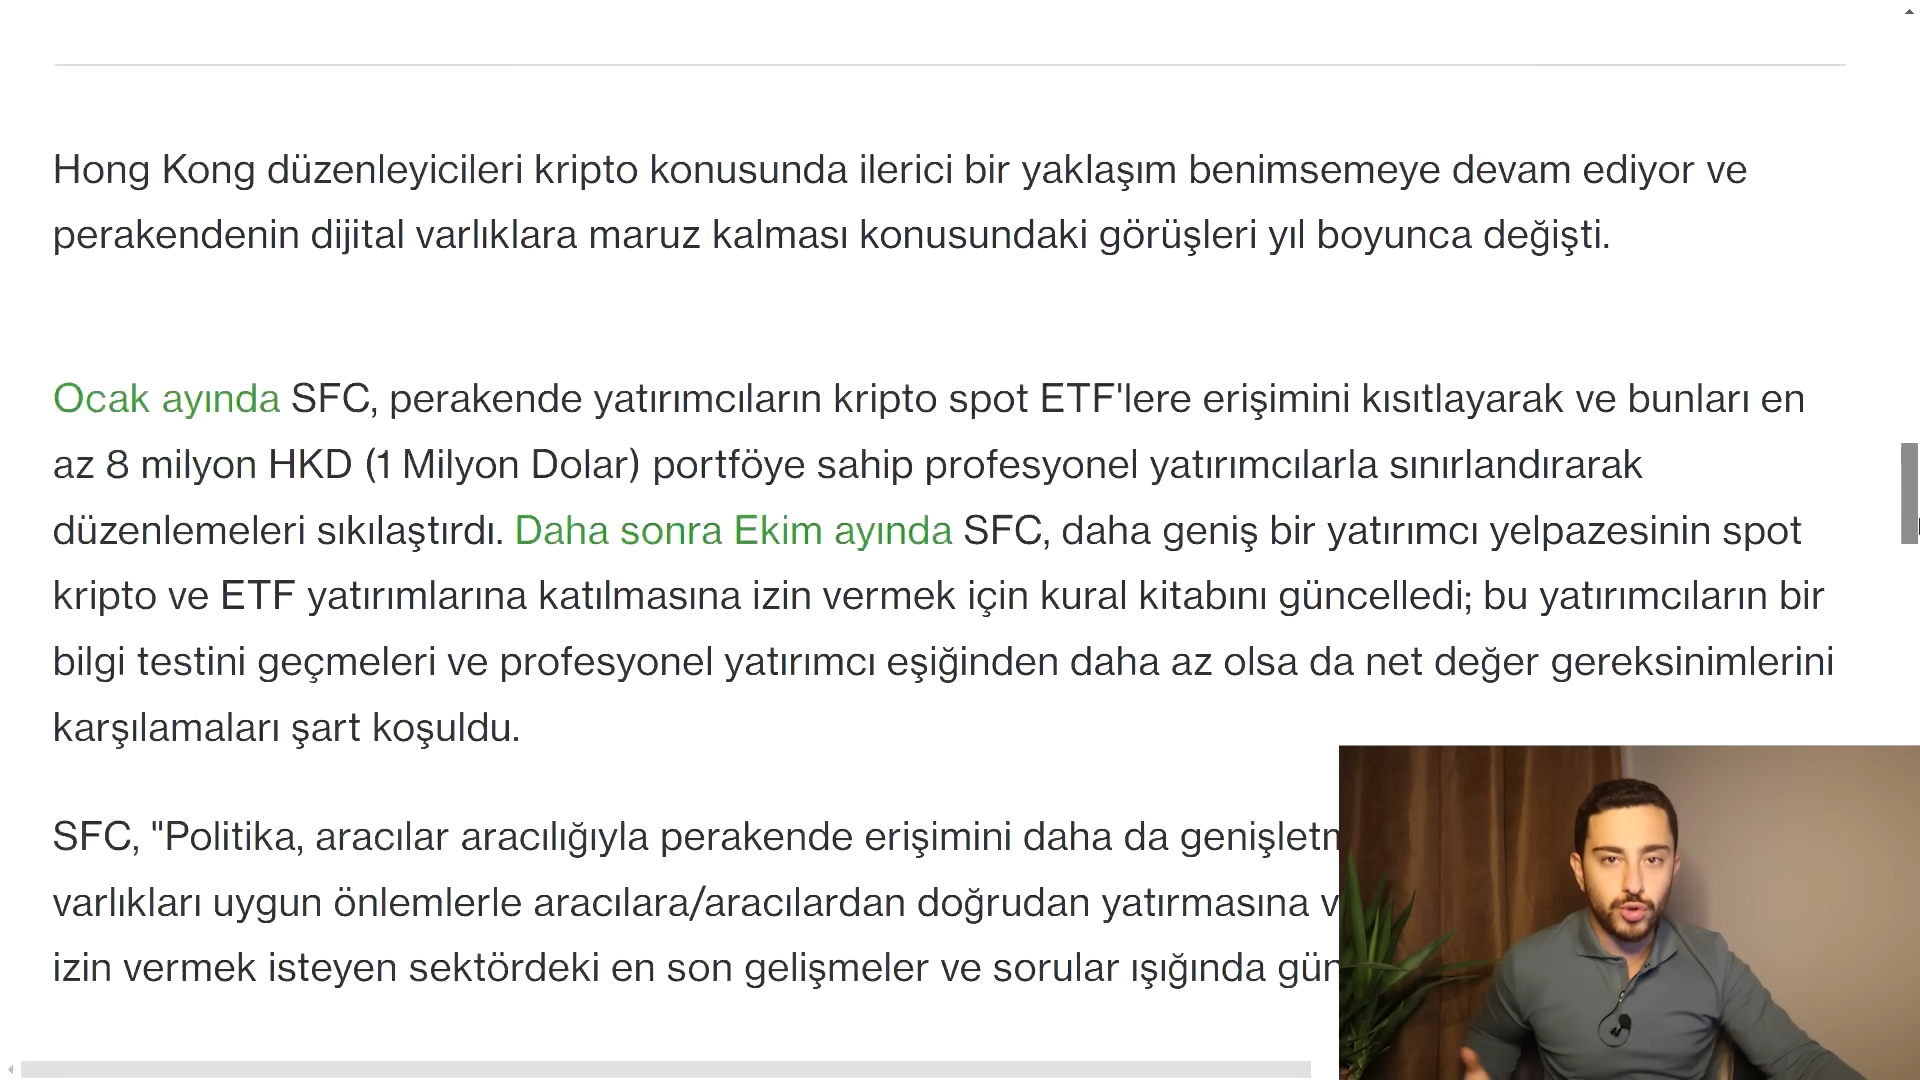 Hong Kong düzenleyicileri kripto konusunda ilerici bir yaklaşım benimsemeye devam ediyor ve
perakendenin dijital varlıklara maruz kalması konusundaki görüşleri yıl boyunca değişti.
Ocak ayında SFC, perakende yatırımcıların kripto spot ETF'lere erişimini kısıtlayarak ve bunları en
az 8 milyon HKD (1 Milyon Dolar) portföye sahip profesyonel yatırımcılarla sınırlandırarak
düzenlemeleri sıkılaştırdı. Daha sonra Ekim ayında SFC, daha geniş bir yatırımcı yelpazesinin spot
kripto ve ETF yatırımlarına katılmasına izin vermek için kural kitabını güncelledi; bu yatırımcıların bir
bilgi testini geçmeleri ve profesyonel yatırımcı eşiğinden daha az olsa da net değer gereksinimlerini
karşılamaları şart koşuldu.
SFC, "Politika, aracılar aracılığıyla perakende erişimini daha da
varlıkları uygun önlemlerle aracılara/aracılardan doğrudan yatırmasına
izin vermek isteyen sektördeki en son gelişmeler ve sorular ışığında